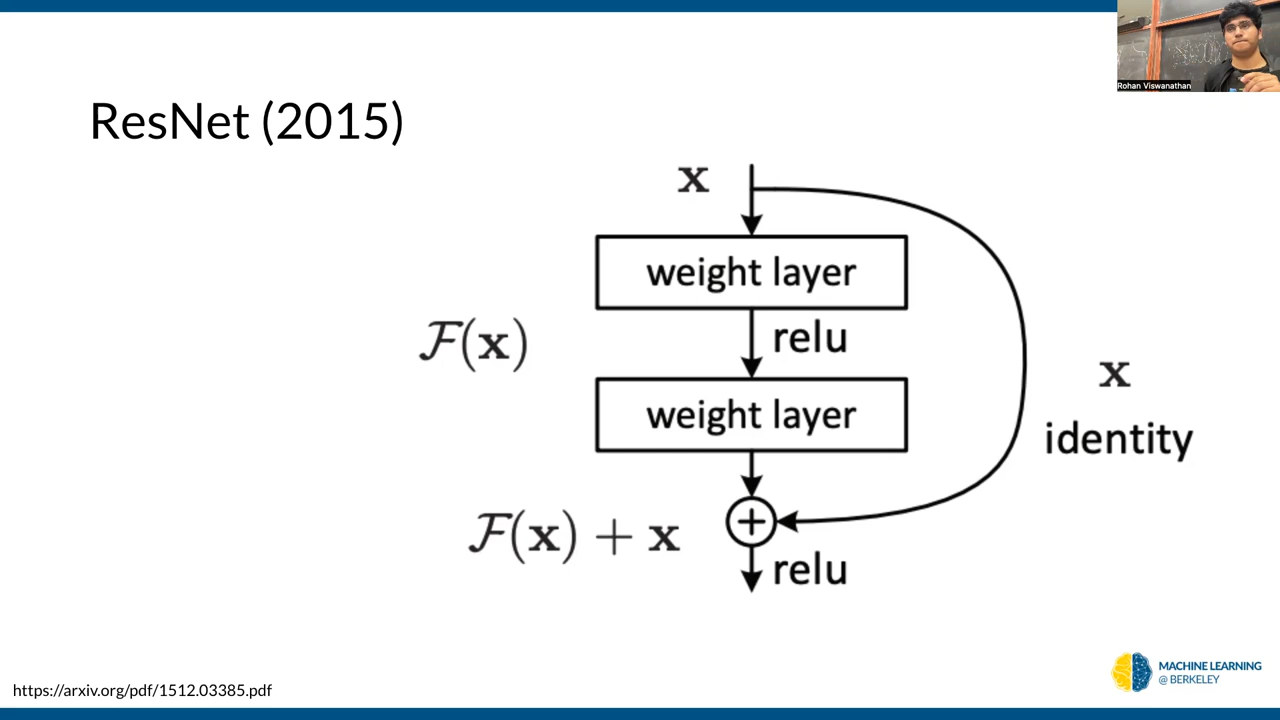 Rohan Viswanathan
ResNet (2015)
x
weight layer
F(x)
relu
weight layer
x
identity
F(x) + x
+
relu
https://arxiv.org/pdf/1512.03385.pdf
MACHINE LEARNING
@ BERKELEY